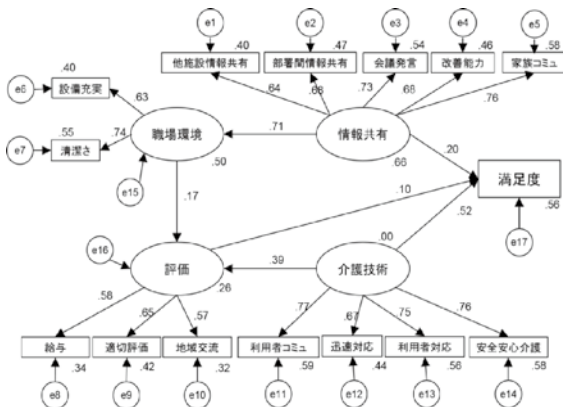 e1
e2
e3
e4
e5
.40
.47
.54
.46
.58
他施設情報共有
部署間情報共有
会議発言
改善能力
家族コミュ
.64
.68
.73
.68
.76
.40
e6
設備充実
.63
.55
e7
清潔さ
.74
職場環境
.50
.71
情報共有
.66
.20
e15
.17
.10
満足度
.52
.56
e17
.00
e16
評価
.26
.39
介護技術
.58
.65
.57
.77
.67
.75
.76
給与
適切評価
地域交流
利用者コミュ
迅速対応
利用者対応
安全安心介護
.34
.42
.32
.59
.44
.56
.58
e8
e9
e10
e11
e12
e13
e14